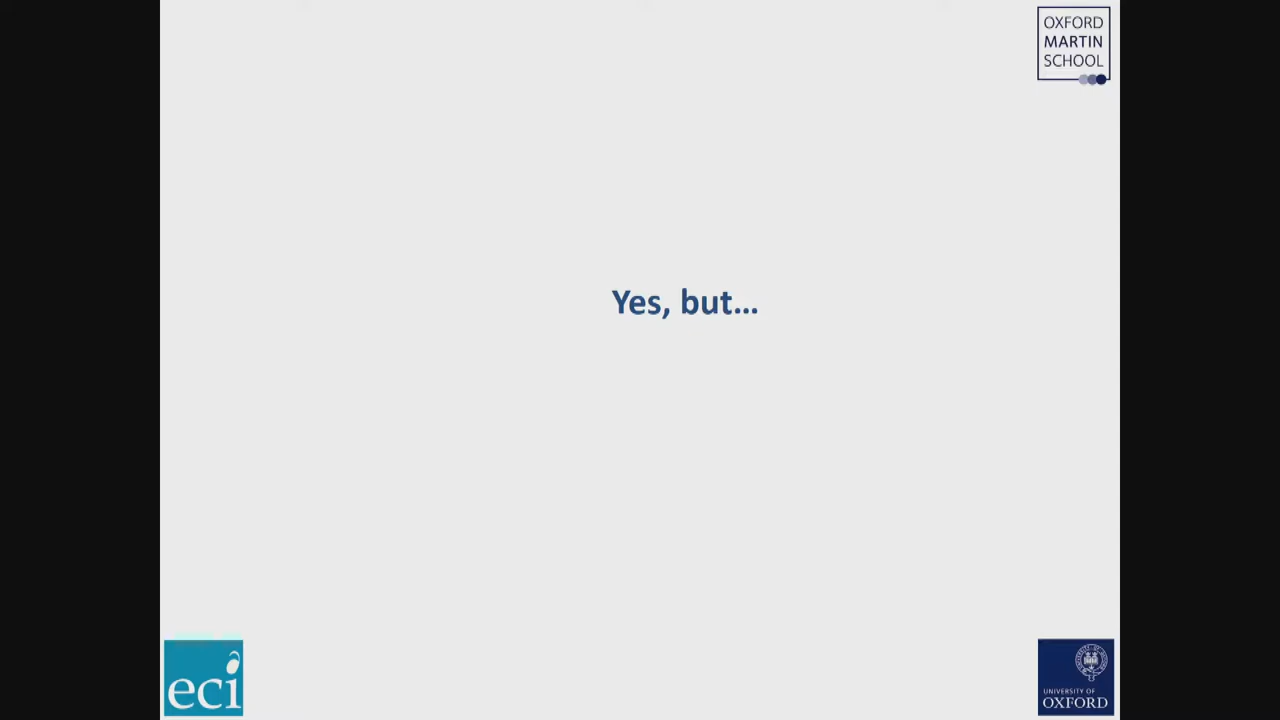 OXFORD
MARTIN
SCHOOL
Yes, but...
eci
UNIVERSITY OF
OXFORD